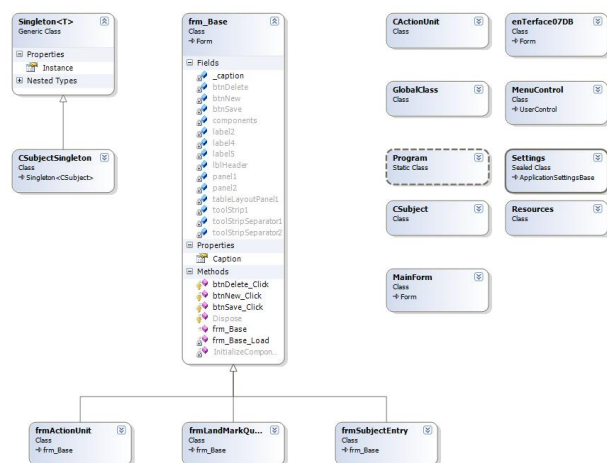 Singleton<T>
Generic Class
Properties
Instance
Nested Types
CSubjectSingleton
Class
Singleton<CSubject>
frm_Base
Class
Form
Fields
_caption
btnDelete
btnNew
btnSave
components
label2
label4
label5
lblHeader
panel1
panel2
tableLayoutPanel1
toolStrip1
toolStripSeparator1
toolStripSeparator2
Properties
Caption
Methods
btnDelete_Click
btnNew_Click
btnSave_Click
Dispose
frm_Base
frm_Base_Load
InitializeCompon...
CActionUnit
Class
enTerface07DB
Class
Form
GlobalClass
Class
MenuControl
Class
UserControl
Program
Static Class
Settings
Sealed Class
ApplicationSettingsBase
CSubject
Class
Resources
Class
MainForm
Class
Form
frmActionUnit
Class
frm_Base
frmLandMarkQu...
Class
frm_Base
frmSubjectEntry
Class
frm_Base